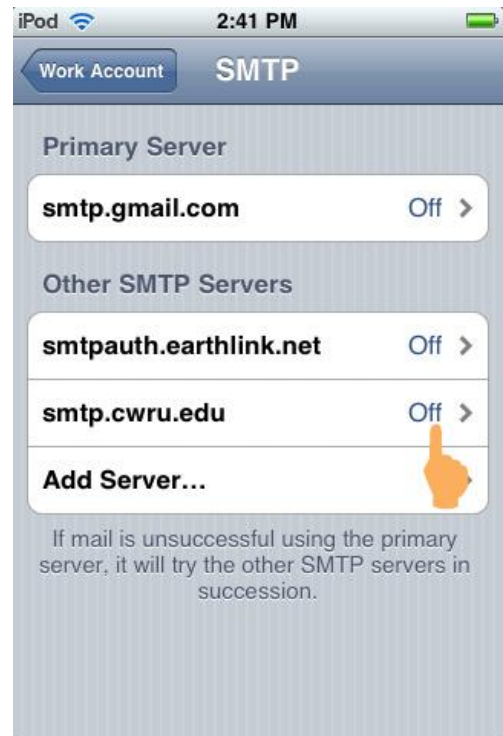 iPod 2:41 PM
Work Account SMTP
Primary Server
smtp.gmail.com Off
Other SMTP Servers
smtpauth.earthlink.net Off
smtp.cwru.edu Off
Add Server...
If mail is unsuccessful using the primary
server, it will try the other SMTP servers in
succession.